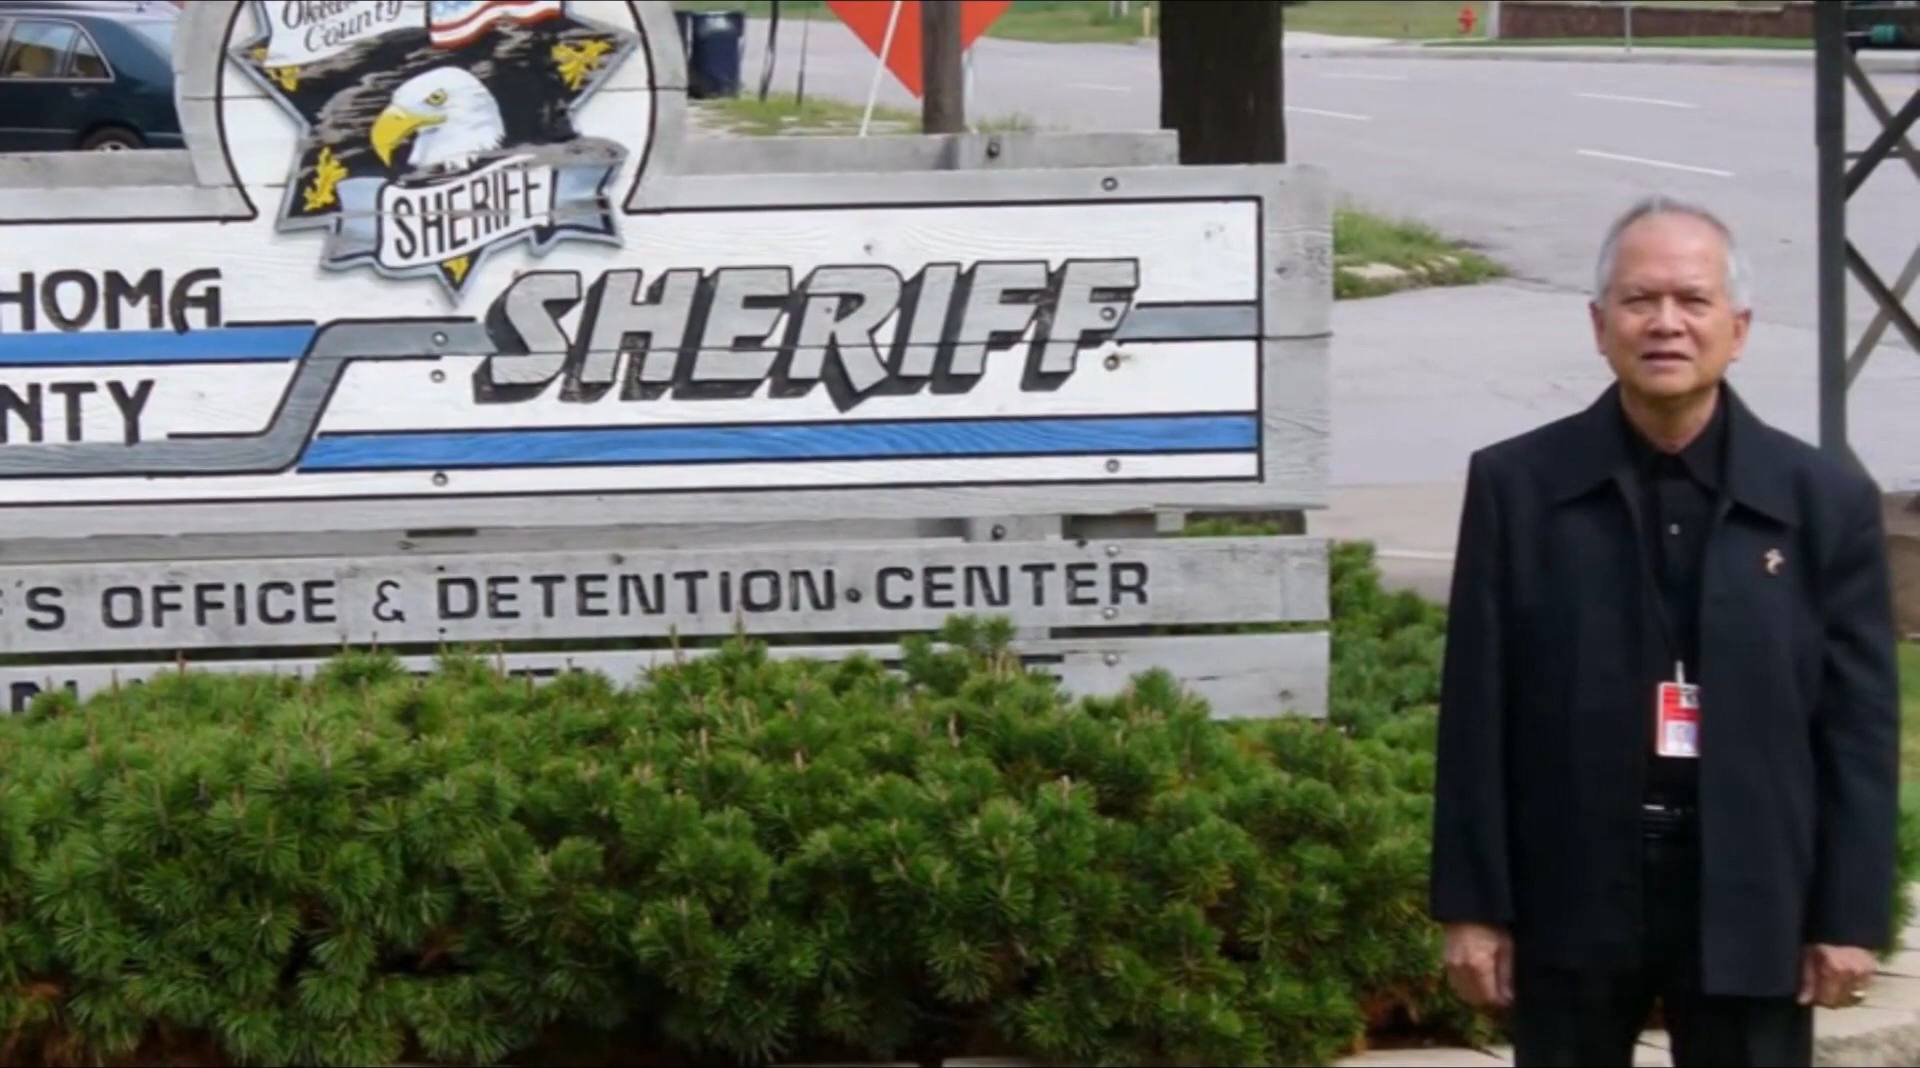 County
SHERIFF
HOMA
NTY
SHERIFF
'S OFFICE & DETENTION CENTER